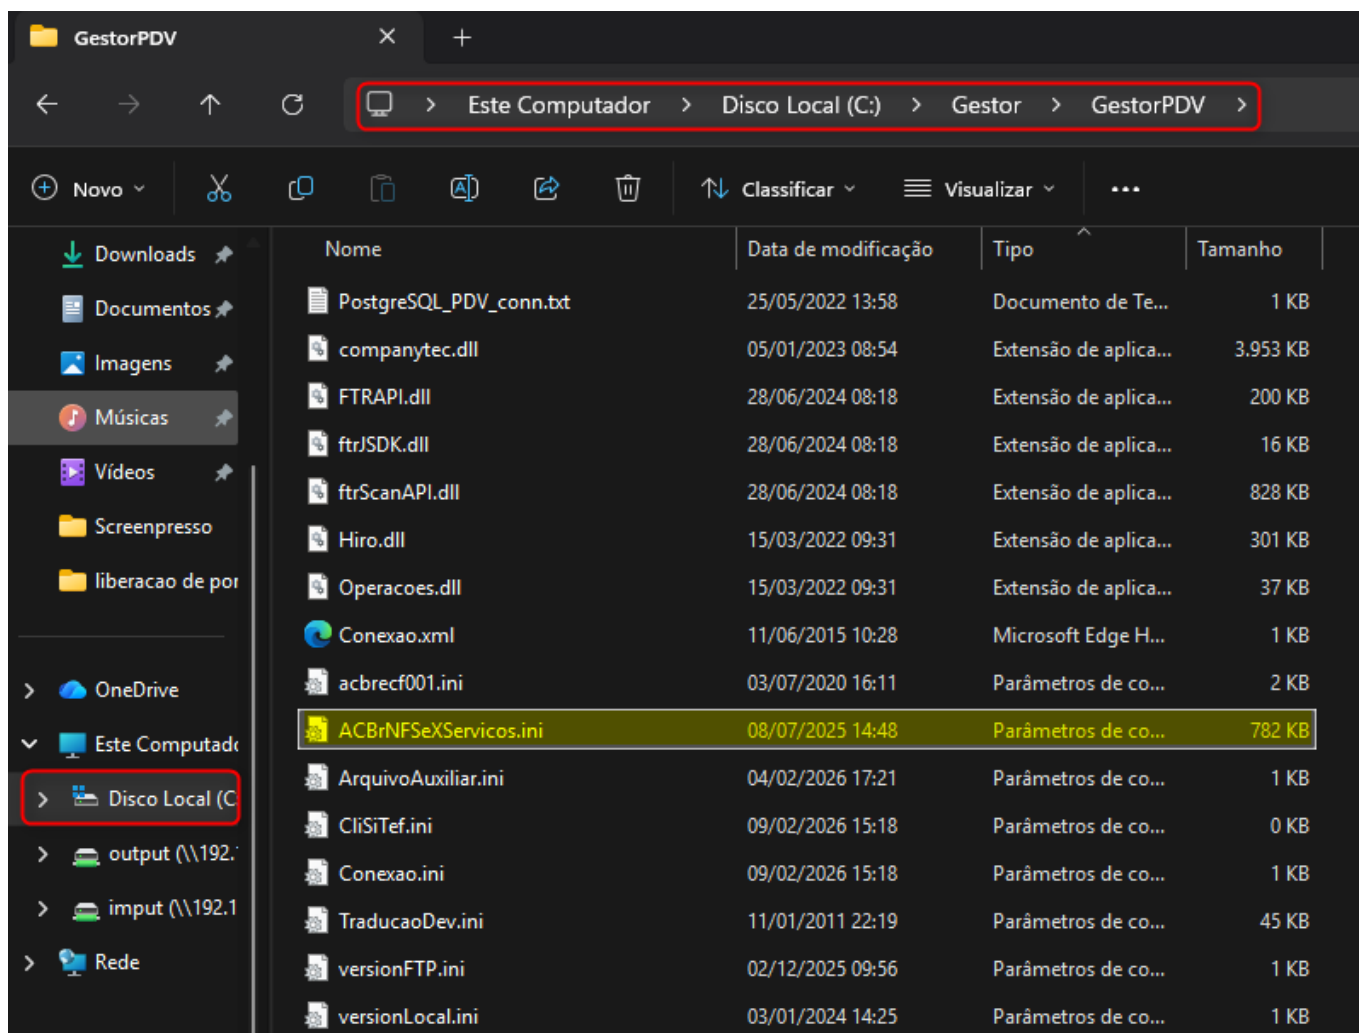 GestorPDV
Este Computador > Disco Local (C:) > Gestor > GestorPDV >
Novo
Classificar
Visualizar
Downloads
Documentos
Imagens
Músicas
Vídeos
Screenpresso
liberacao de por
OneDrive
Este Computado
Disco Local (C:
output (\\192.1
imput (\\192.1
Rede
Nome Data de modificação Tipo Tamanho
PostgreSQL_PDV_conn.txt 25/05/2022 13:58 Documento de Te... 1 KB
companytec.dll 05/01/2023 08:54 Extensão de aplica... 3.953 KB
FTRAPI.dll 28/06/2024 08:18 Extensão de aplica... 200 KB
ftrJSDK.dll 28/06/2024 08:18 Extensão de aplica... 16 KB
ftrScanAPI.dll 28/06/2024 08:18 Extensão de aplica... 828 KB
Hiro.dll 15/03/2022 09:31 Extensão de aplica... 301 KB
Operacoes.dll 15/03/2022 09:31 Extensão de aplica... 37 KB
Conexao.xml 11/06/2015 10:28 Microsoft Edge H... 1 KB
acbrecf001.ini 03/07/2020 16:11 Parâmetros de co... 2 KB
ACBrNFSeXServicos.ini 08/07/2025 14:48 Parâmetros de co... 782 KB
ArquivoAuxiliar.ini 04/02/2026 17:21 Parâmetros de co... 1 KB
CliSiTef.ini 09/02/2026 15:18 Parâmetros de co... 0 KB
Conexao.ini 09/02/2026 15:18 Parâmetros de co... 1 KB
TraducaoDev.ini 11/01/2011 22:19 Parâmetros de co... 45 KB
versionFTP.ini 02/12/2025 09:56 Parâmetros de co... 1 KB
versionLocal.ini 03/01/2024 14:25 Parâmetros de co... 1 KB